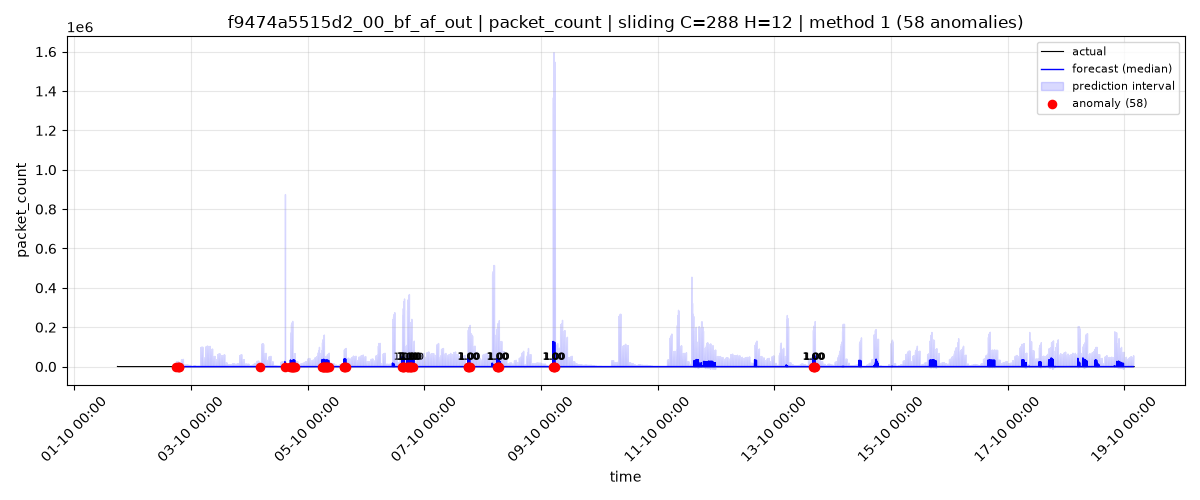 f9474a5515d2_00_bf_af_out | packet_count | sliding C=288 H=12 | method 1 (58 anomalies)
1e6
actual
forecast (median)
prediction interval
anomaly (58)
1.6
1.4
1.2
1.0
0.8
0.6
0.4
0.2
0.0
packet_count
1.00 1.00 1.00 1.00
01-10 00:00
03-10 00:00
05-10 00:00
07-10 00:00
09-10 00:00
11-10 00:00
13-10 00:00
15-10 00:00
17-10 00:00
19-10 00:00
time